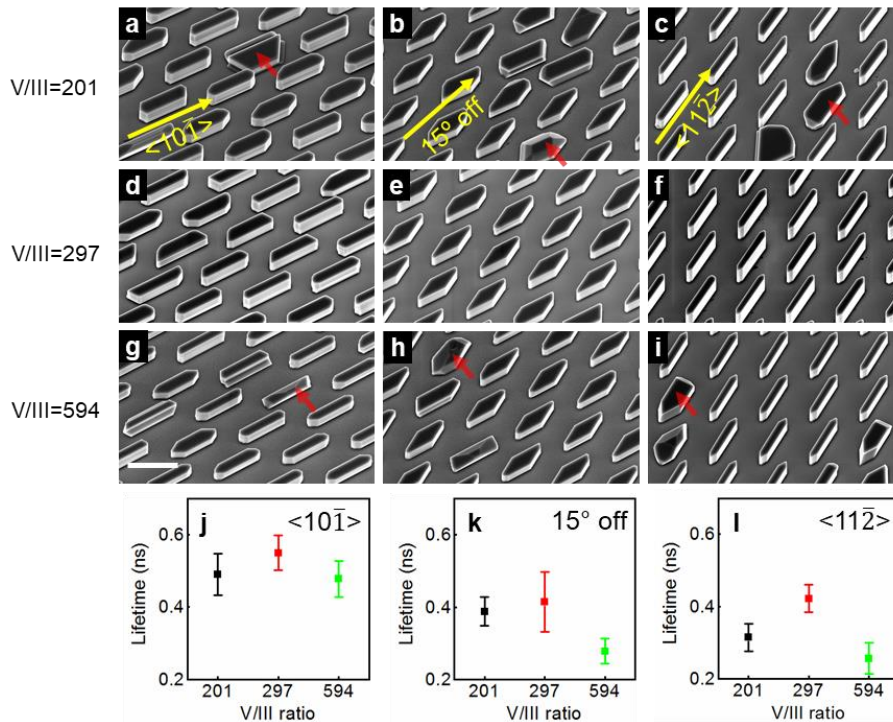 a
b
c
V/III=201
<101̄>
15° off
<112̄>
d
e
f
V/III=297
g
h
i
V/III=594
j
<101̄>
k
15° off
l
<112̄>
0.6
0.4
0.2
Lifetime (ns)
201 297 594
V/III ratio
0.6
0.4
0.2
Lifetime (ns)
201 297 594
V/III ratio
0.6
0.4
0.2
Lifetime (ns)
201 297 594
V/III ratio